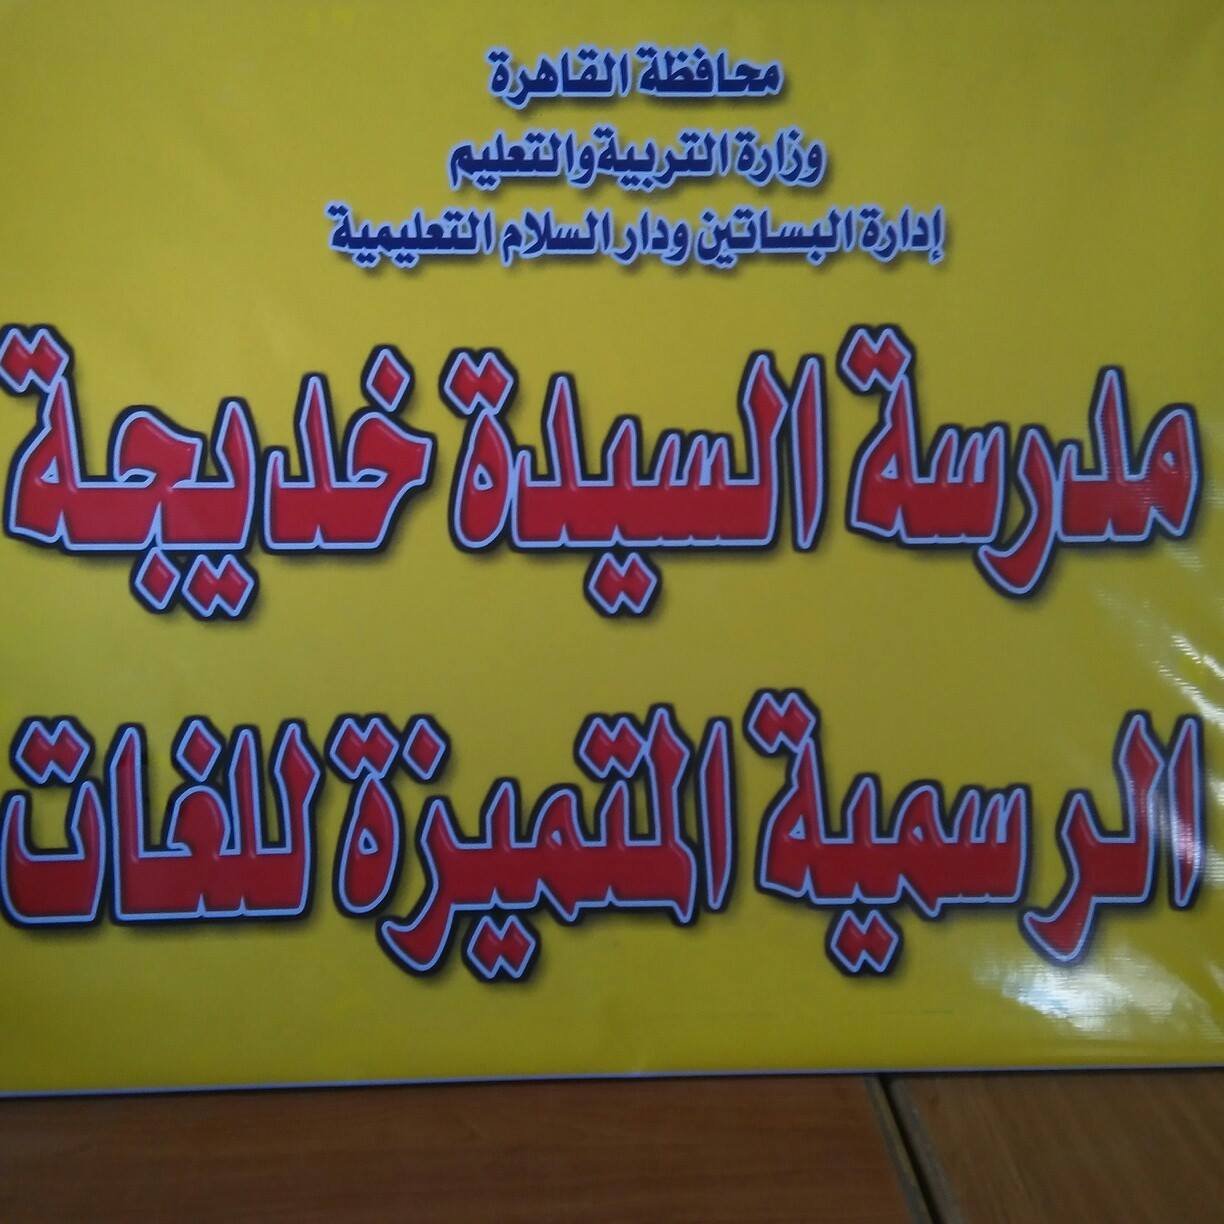 محافظة القاهرة
وزارة التربية والتعليم
إدارة البساتين ودار السلام التعليمية
مدرسة السيدة خديجة
الرسمية المتميزة للغات